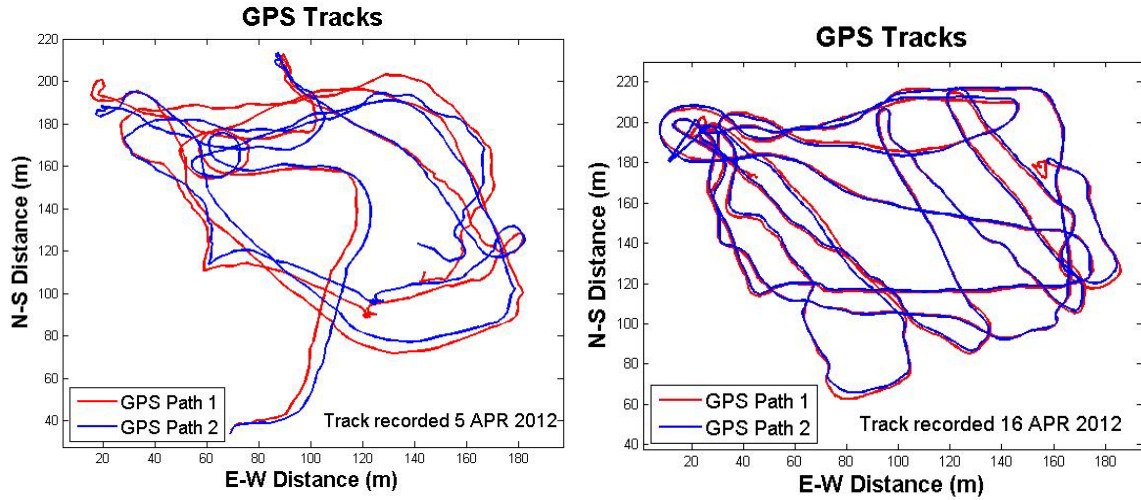 GPS Tracks
220
200
180
160
140
120
100
80
60
40
N-S Distance (m)
GPS Path 1
GPS Path 2
Track recorded 5 APR 2012
20 40 60 80 100 120 140 160 180
E-W Distance (m)
GPS Tracks
220
200
180
160
140
120
100
80
60
40
N-S Distance (m)
GPS Path 1
GPS Path 2
Track recorded 16 APR 2012
20 40 60 80 100 120 140 160 180
E-W Distance (m)